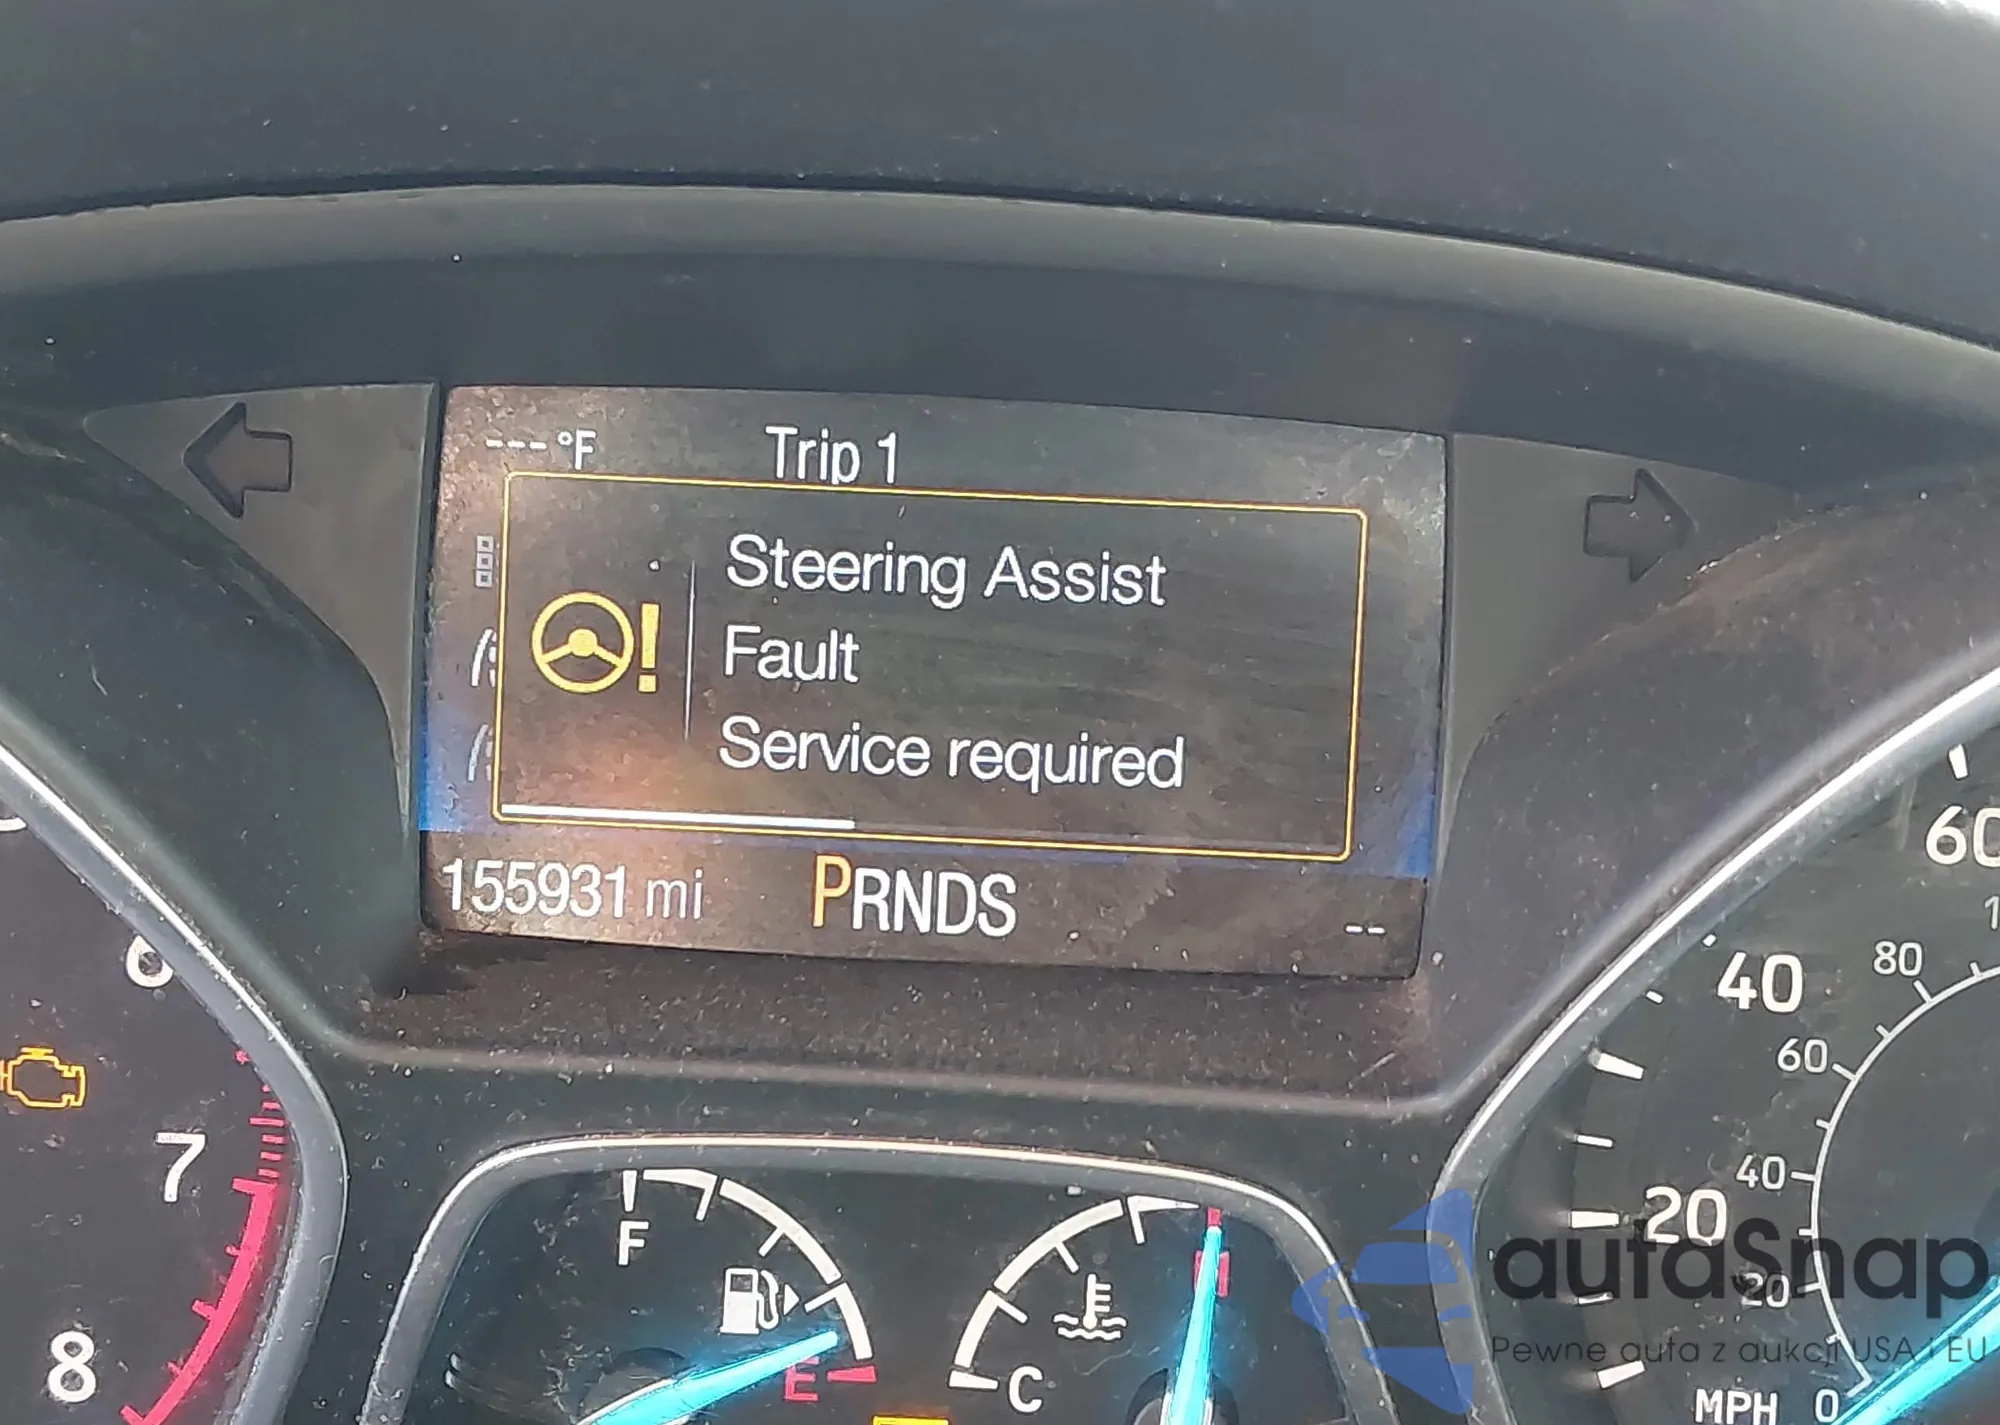 ---°F
Trip 1
Steering Assist
Fault
Service required
155931 mi
PRNDS
--
6
7
8
F
E
C
H
60
40
20
80
60
40
20
MPH 0
autaSnap
Pewne auta z aukcji USA i EU